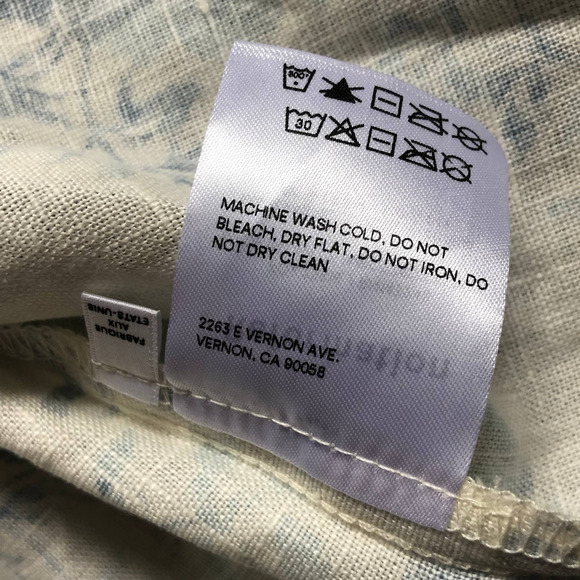 30
MACHINE WASH COLD, DO NOT
BLEACH, DRY FLAT, DO NOT IRON, DO
NOT DRY CLEAN
2263 E VERNON AVE.
VERNON, CA 90058
FABRIQUE
AUX
ETATS-UNIS